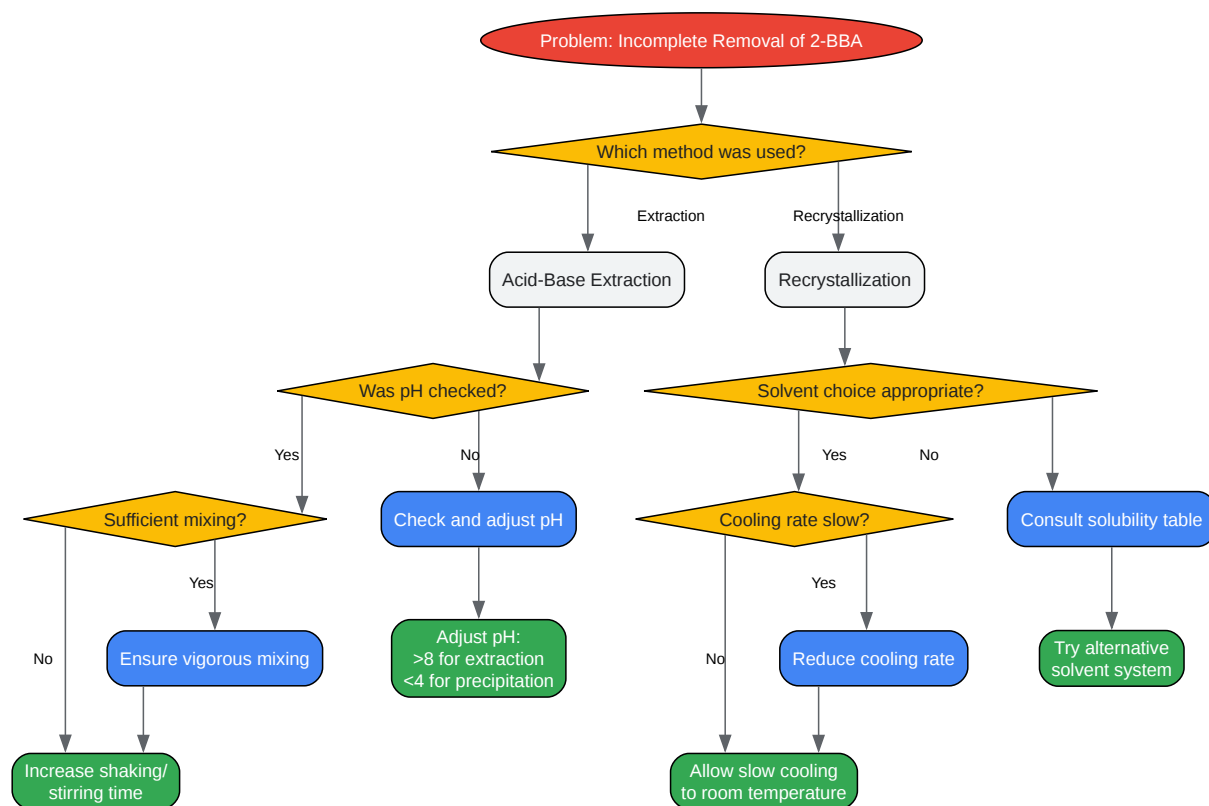 Problem: Incomplete Removal of 2-BBA
Which method was used?
Extraction
Recrystallization
Acid-Base Extraction
Recrystallization
Was pH checked?
Solvent choice appropriate?
Yes
No
Yes
No
Sufficient mixing?
Check and adjust pH
Cooling rate slow?
Consult solubility table
Yes
Yes
No
Ensure vigorous mixing
Adjust pH:
>8 for extraction
<4 for precipitation
No
Reduce cooling rate
Try alternative
solvent system
Increase shaking/
stirring time
Allow slow cooling
to room temperature